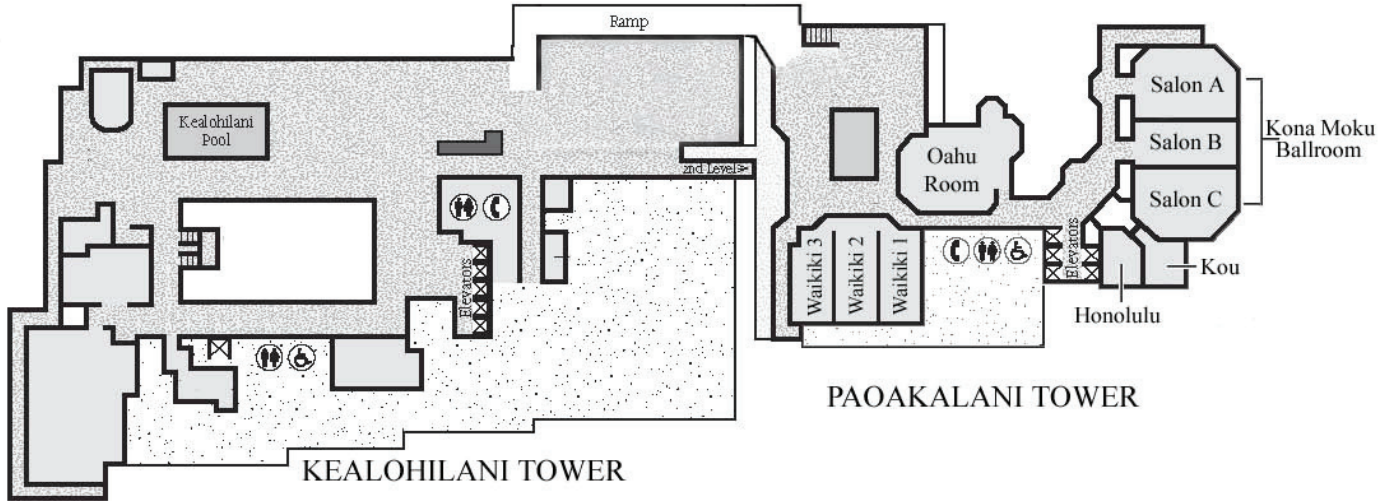 Ramp
Kealohilani
Pool
2nd Level>
Elevators
KEALOHILANI TOWER
Oahu
Room
Waikiki 3
Waikiki 2
Waikiki 1
Elevators
Salon A
Salon B
Salon C
Kona Moku
Ballroom
Kou
Honolulu
PAOAKALANI TOWER